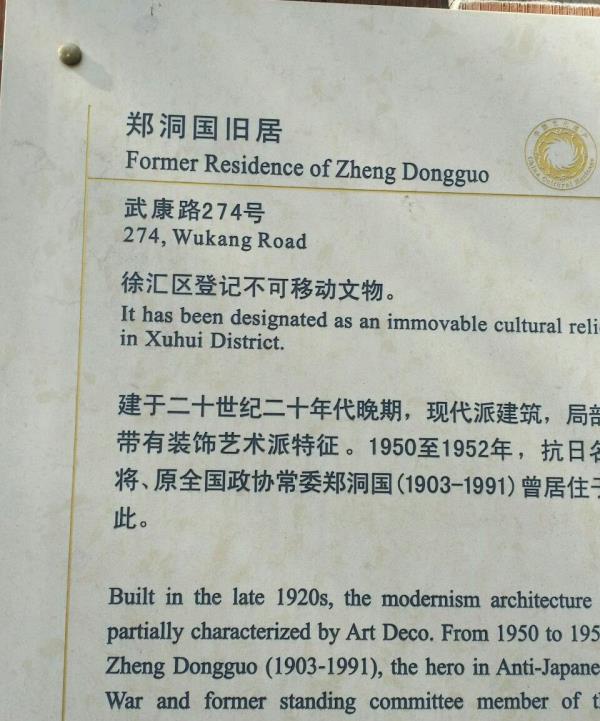 郑洞国旧居
Former Residence of Zheng Dongguo
武康路274号
274, Wukang Road
徐汇区登记不可移动文物。
It has been designated as an immovable cultural
in Xuhui District.
建于二十世纪二十年代晚期，现代派建筑，局部
带有装饰艺术派特征。1950至1952年，抗日名
将、原全国政协常委郑洞国(1903-1991)曾居住于
此。
Built in the late 1920s, the modernism architecture
partially characterized by Art Deco. From 1950 to
Zheng Dongguo (1903-1991), the hero in
War and former standing committee member of